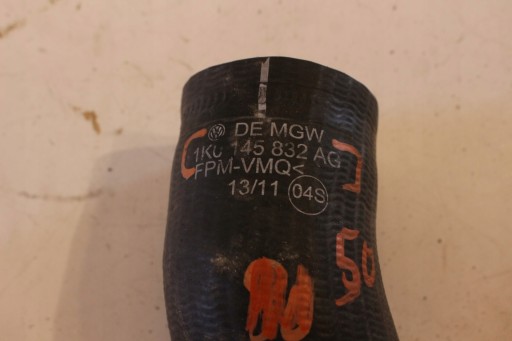 DE MGW
1K0 145 832 AG
FPM-VMQ<
13/11 04S